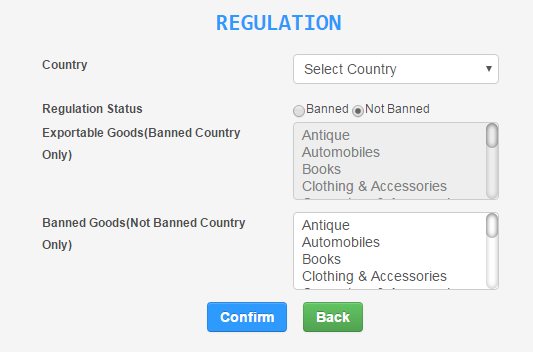 REGULATION
Country
Select Country
Regulation Status
Banned Not Banned
Exportable Goods(Banned Country
Only)
Antique
Automobiles
Books
Clothing & Accessories
Banned Goods(Not Banned Country
Only)
Antique
Automobiles
Books
Clothing & Accessories
Confirm Back